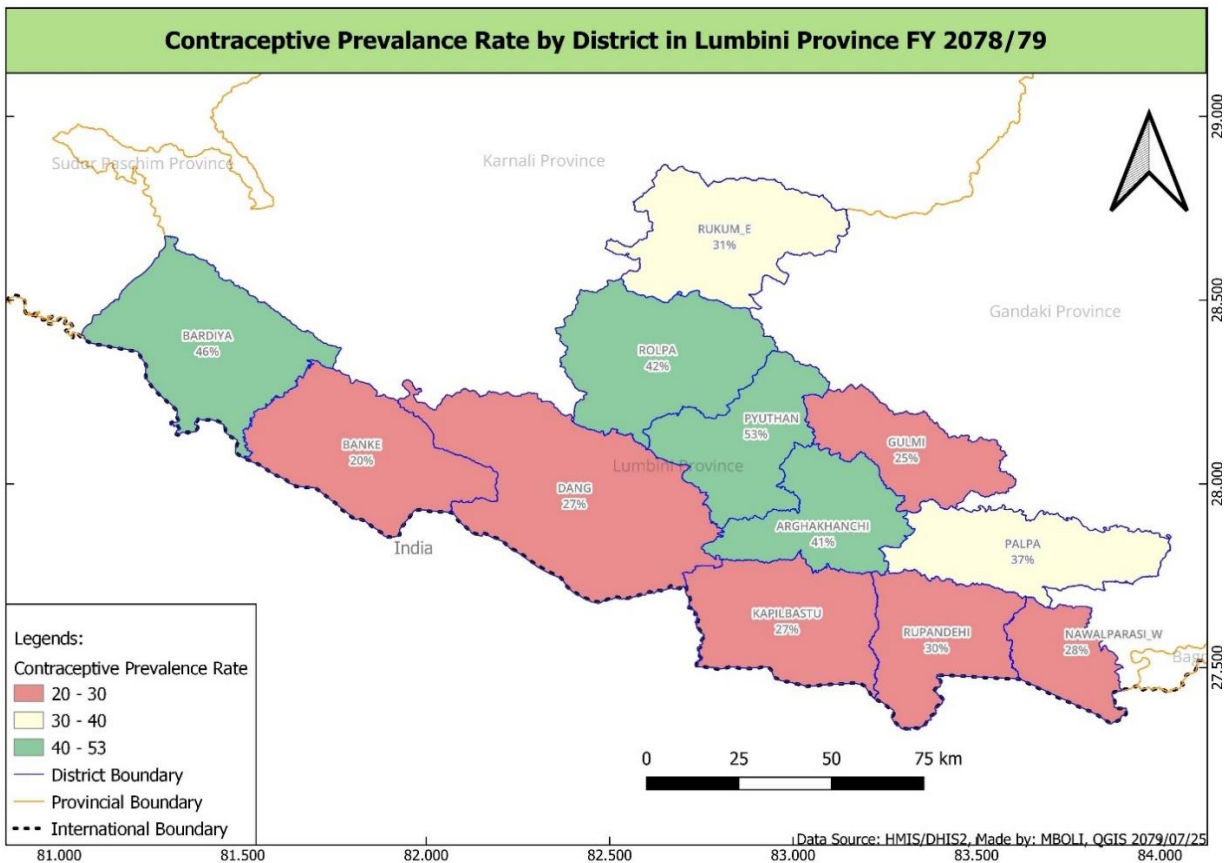 Contraceptive Prevalance Rate by District in Lumbini Province FY 2078/79
Sudur Paschim Province
Karnali Province
Gandaki Province
29.000
28.500
28.000
27.500
RUKUM_E
31%
BARDIYA
46%
ROLPA
42%
PYUTHAN
53%
GULMI
25%
BANKE
20%
Lumbini Province
DANG
27%
ARGHAKHANCHI
41%
PALPA
37%
India
KAPILBASTU
27%
RUPANDEHI
30%
NAWALPARASI_W
28%
Legends:
Contraceptive Prevalence Rate
20 - 30
30 - 40
40 - 53
District Boundary
Provincial Boundary
International Boundary
0 25 50 75 km
Data Source: HMIS/DHIS2, Made by: MBOLI, QGIS 2079/07/25
81.000 81.500 82.000 82.500 83.000 83.500 84.000